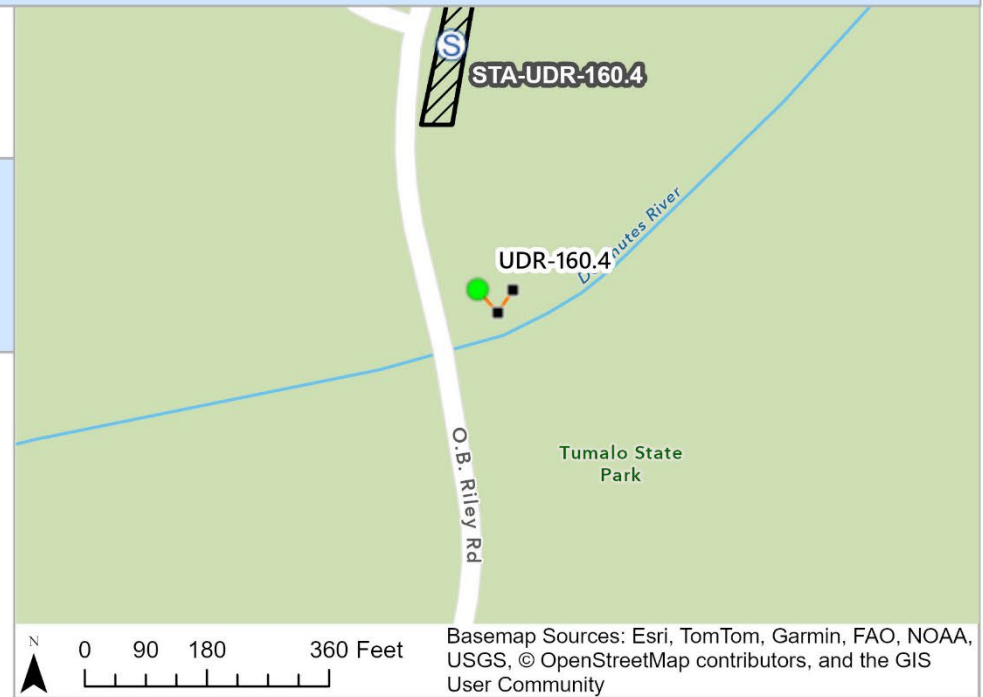 S
STA-UDR-160.4
UDR-160.4
River
O.B. Riley Rd
Tumalo State
Park
N
0 90 180 360 Feet
Basemap Sources: Esri, TomTom, Garmin, FAO, NOAA,
USGS, © OpenStreetMap contributors, and the GIS
User Community